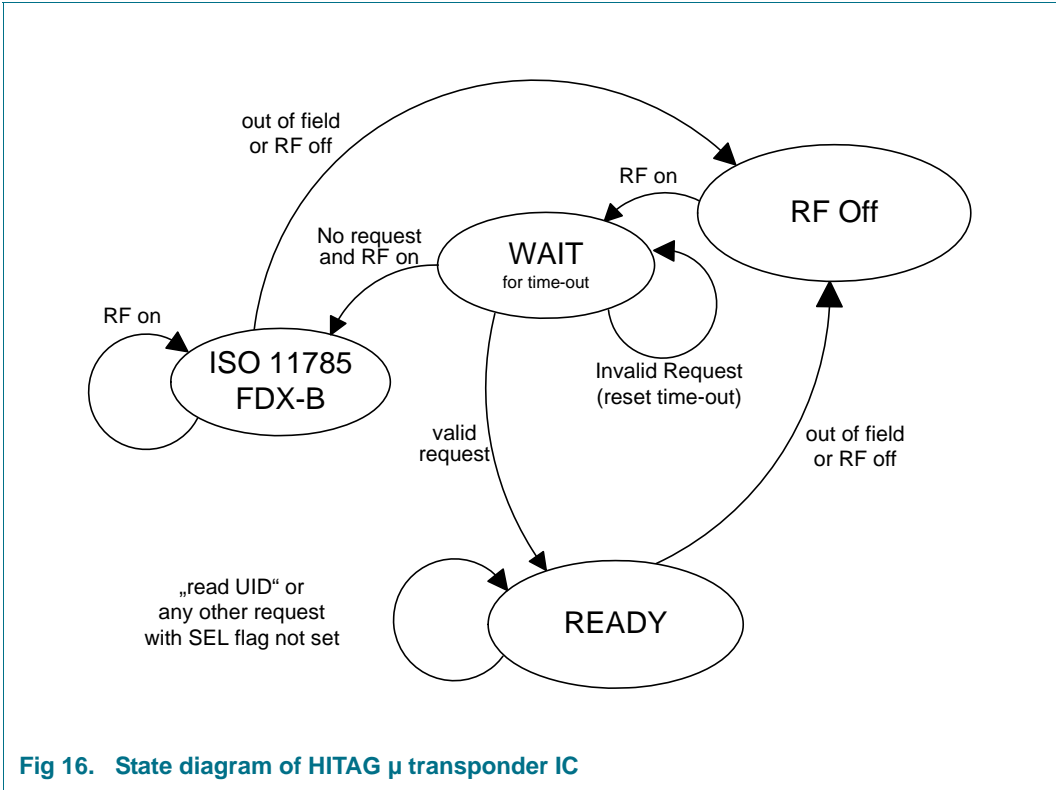 out of field
or RF off
RF on
RF Off
No request
and RF on
WAIT
for time-out
RF on
ISO 11785
FDX-B
Invalid Request
(reset time-out)
valid
request
out of field
or RF off
„read UID“ or
any other request
with SEL flag not set
READY
Fig 16. State diagram of HITAG µ transponder IC